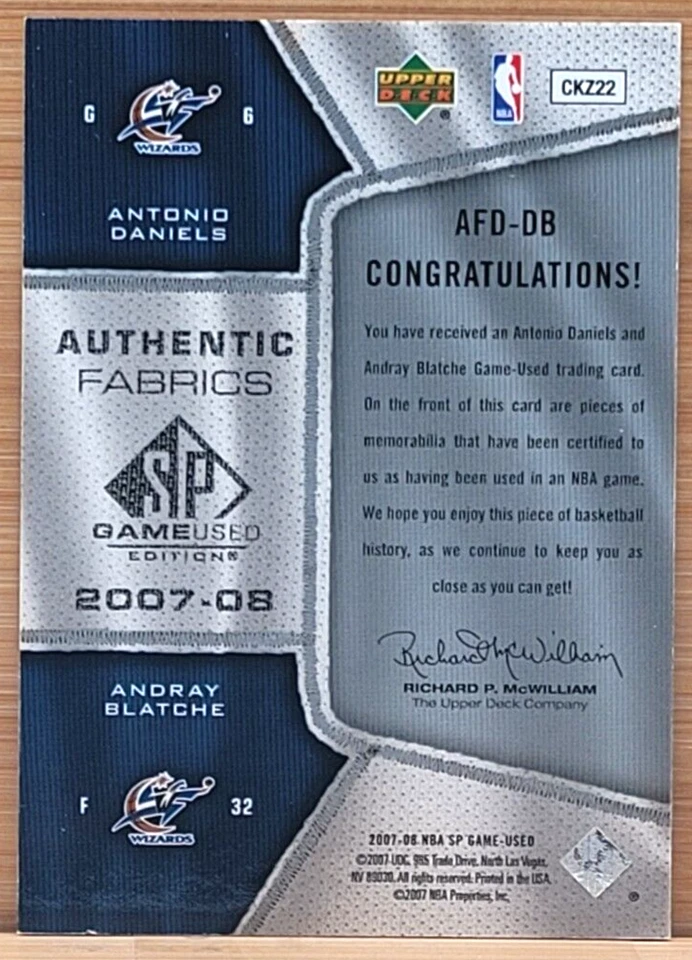 G
WIZARDS
6
ANTONIO
DANIELS
AUTHENTIC
FABRICS
SP
GAMEUSED
EDITION®
2007-08
ANDRAY
BLATCHE
F
WIZARDS
32
UPPER
DECK®
NBA
CKZ22
AFD-DB
CONGRATULATIONS!
You have received an Antonio Daniels and
Andray Blatche Game-Used trading card.
On the front of this card are pieces of
memorabilia that have been certified to
us as having been used in an NBA game.
We hope you enjoy this piece of basketball
history, as we continue to keep you as
close as you can get!
Richard P. McWilliam
RICHARD P. McWILLIAM
The Upper Deck Company
2007-08 NBA SP GAME-USED
©2007 UDC, 985 Trade Drive, North Las Vegas,
NV 89030. All rights reserved. Printed in the USA.
©2007 NBA Properties, Inc.
®